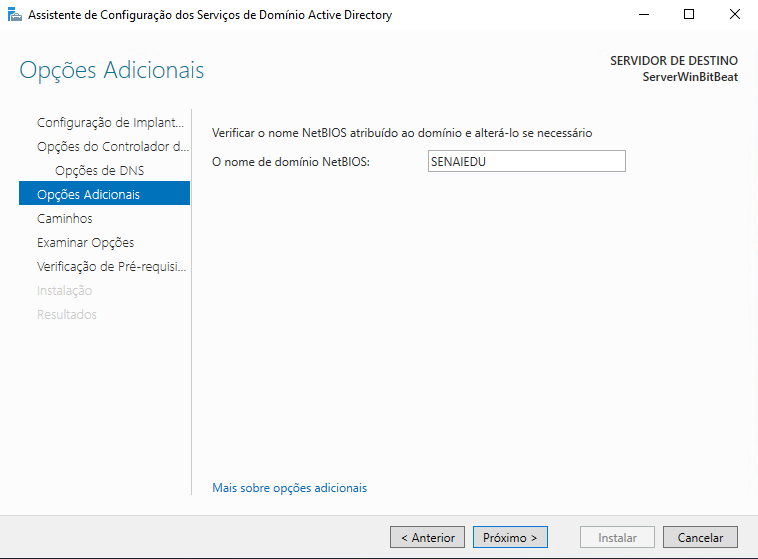 Assistente de Configuração dos Serviços de Domínio Active Directory
Opções Adicionais
SERVIDOR DE DESTINO
ServerWinBitBeat
Configuração de Implant...
Opções do Controlador d...
Opções de DNS
Opções Adicionais
Caminhos
Examinar Opções
Verificação de Pré-requisi...
Instalação
Resultados
Verificar o nome NetBIOS atribuído ao domínio e alterá-lo se necessário
O nome de domínio NetBIOS: SENAIEDU
Mais sobre opções adicionais
< Anterior Próximo > Instalar Cancelar